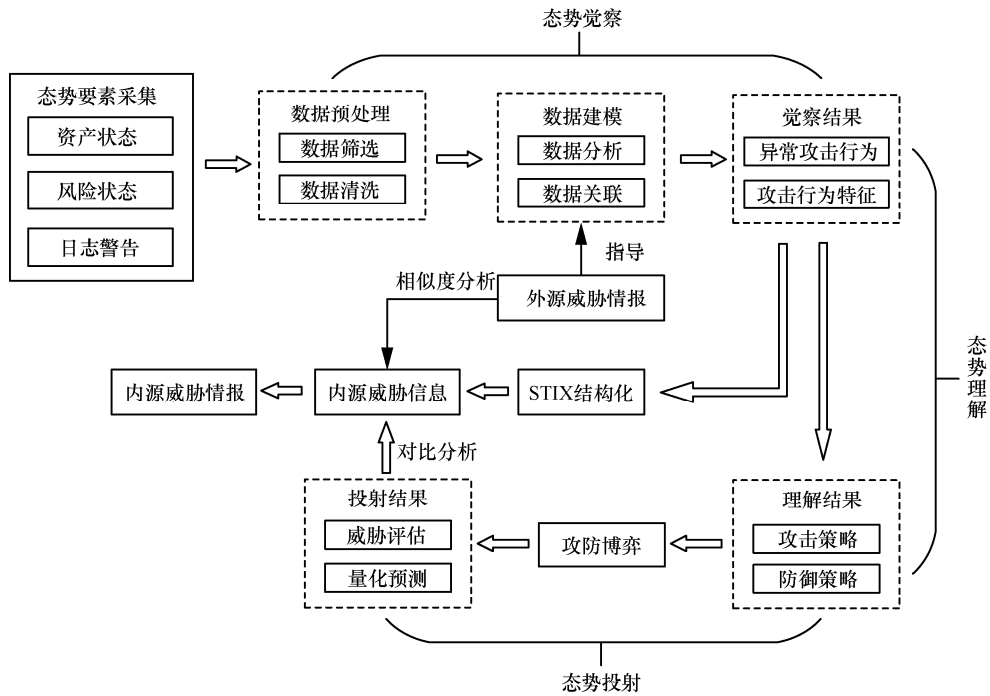 态势觉察
态势要素采集
资产状态
风险状态
日志警告
数据预处理
数据筛选
数据清洗
数据建模
数据分析
数据关联
觉察结果
异常攻击行为
攻击行为特征
指导
相似度分析
外源威胁情报
态势理解
内源威胁情报
内源威胁信息
STIX结构化
对比分析
投射结果
威胁评估
量化预测
攻防博弈
理解结果
攻击策略
防御策略
态势投射